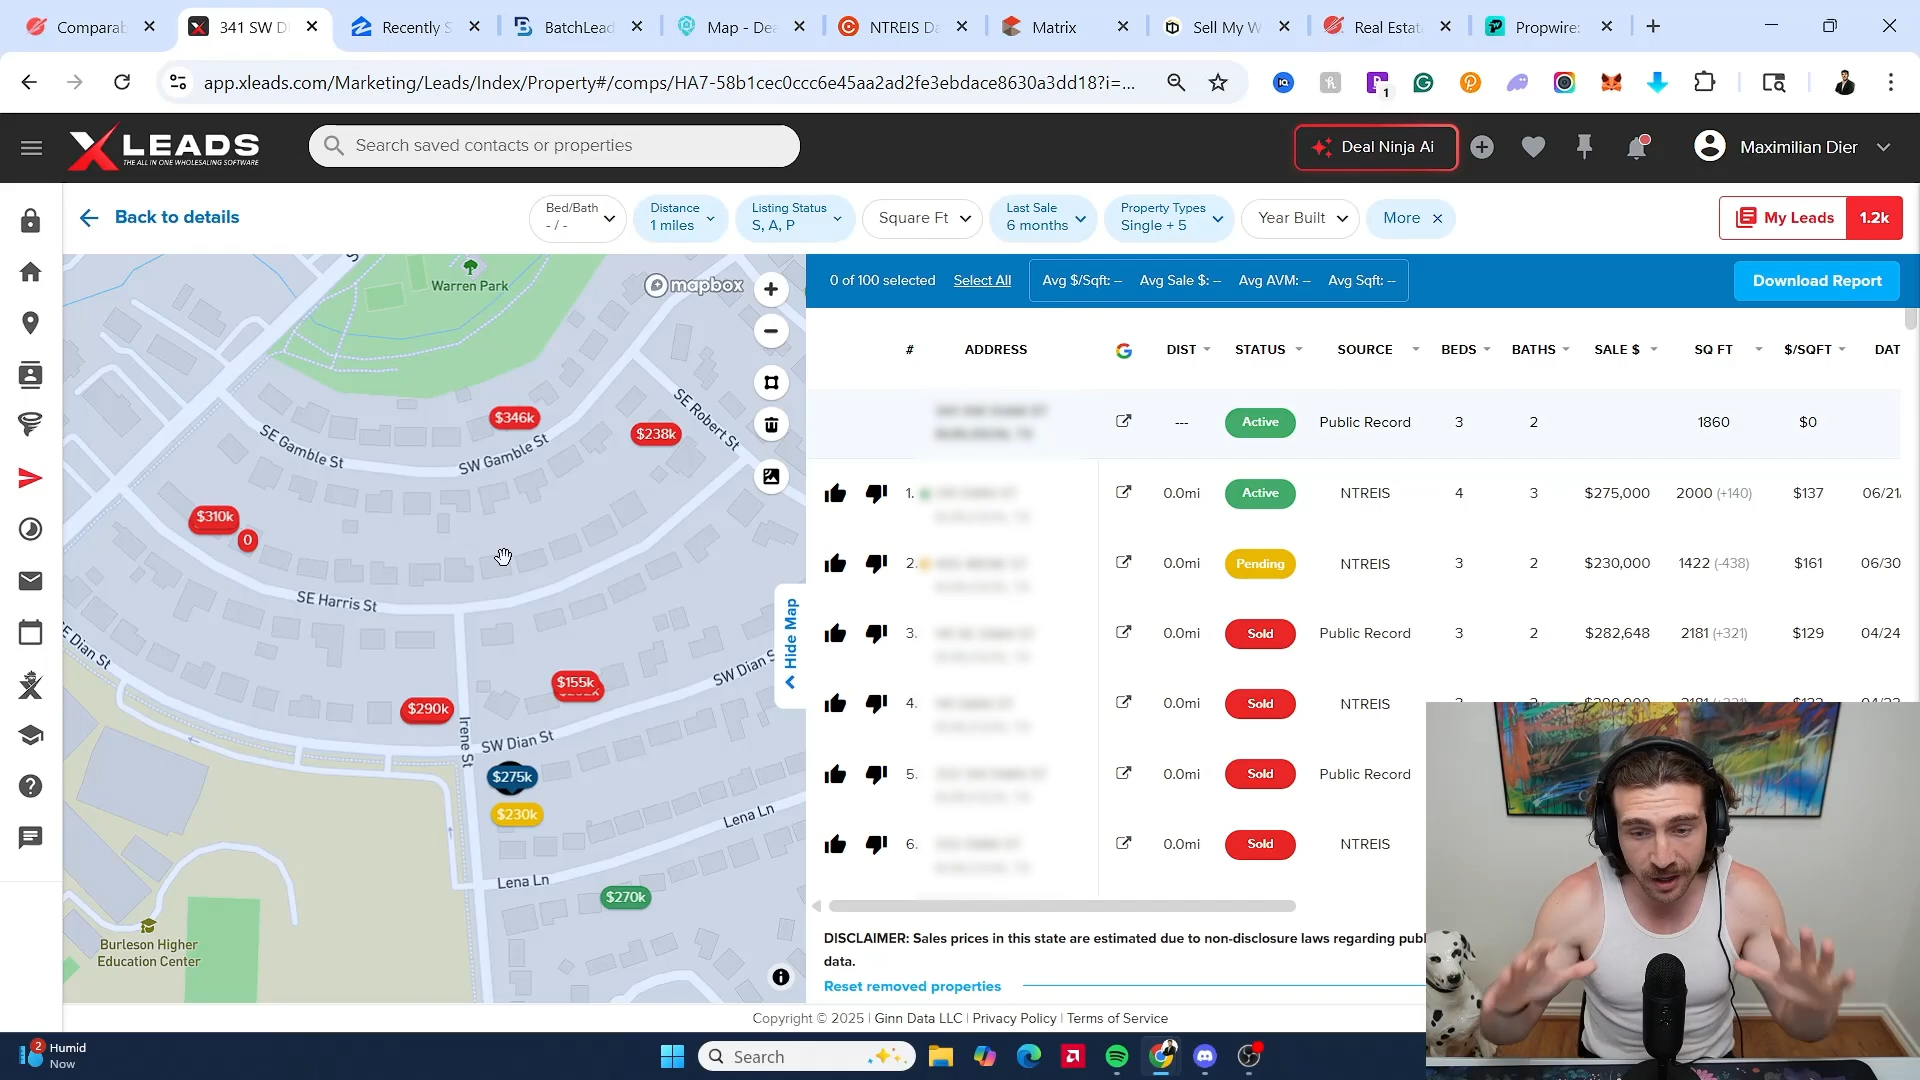 Comparab
341 SW D
Recently S
BatchLead
Map - Dea
NTREIS Da
Matrix
Sell My W
Real Estat
Propwire:
app.xleads.com/Marketing/Leads/Index/Property#/comps/HA7-58b1cec0ccc6e45aa2ad2fe3ebdace8630a3dd18?i=...
1
XLEADS
THE ALL IN ONE WHOLESALING SOFTWARE
Search saved contacts or properties
Deal Ninja Ai
Maximilian Dier
Back to details
Bed/Bath
- / -
Distance
1 miles
Listing Status
S, A, P
Square Ft
Last Sale
6 months
Property Types
Single + 5
Year Built
More
My Leads
1.2k
Warren Park
mapbox
SE Gamble St
SW Gamble St
SE Robert St
$346k
$238k
$310k
0
SE Harris St
E Dian St
$155k
$290k
SW Dian St
Irene St
SW Dian St
$275k
$230k
Lena Ln
Lena Ln
$270k
Burleson Higher
Education Center
Hide Map
0 of 100 selected
Select All
Avg $/Sqft: --
Avg Sale $: --
Avg AVM: --
Avg Sqft: --
Download Report
# ADDRESS DIST STATUS SOURCE BEDS BATHS SALE $ SQ FT $/SQFT DAT
--- Active Public Record 3 2 1860 $0
1. 0.0mi Active NTREIS 4 3 $275,000 2000 (+140) $137 06/21/
2. 0.0mi Pending NTREIS 3 2 $230,000 1422 (-438) $161 06/30
3. 0.0mi Sold Public Record 3 2 $282,648 2181 (+321) $129 04/24
4. 0.0mi Sold NTREIS
5. 0.0mi Sold Public Record
6. 0.0mi Sold NTREIS
DISCLAIMER: Sales prices in this state are estimated due to non-disclosure laws regarding publ
data.
Reset removed properties
Copyright © 2025 | Ginn Data LLC | Privacy Policy | Terms of Service
2
Humid
Now
Search